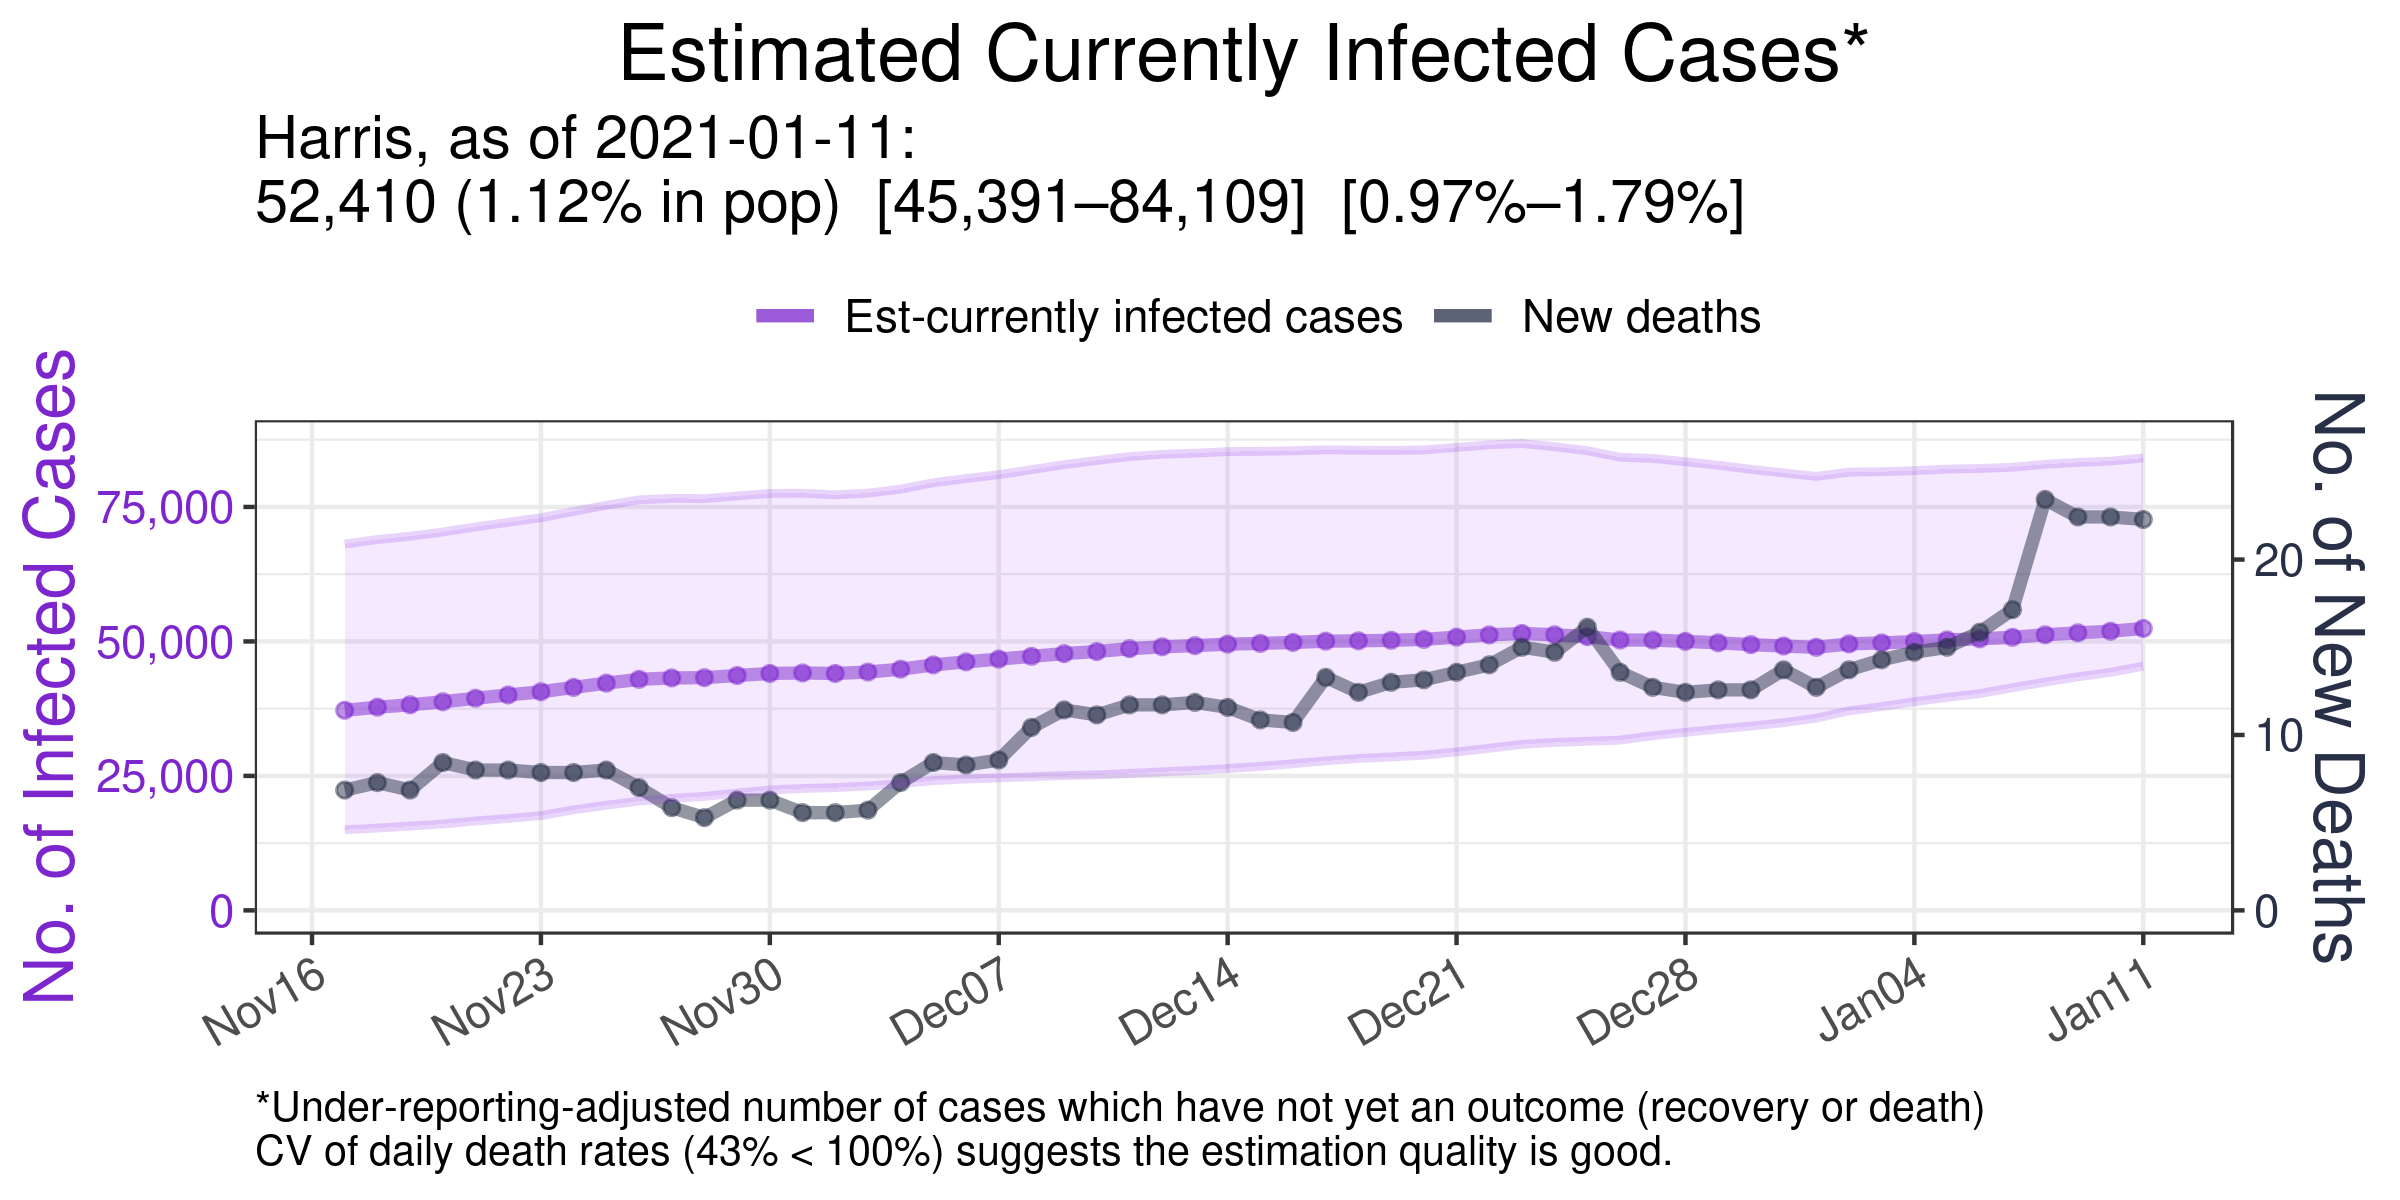 Estimated Currently Infected Cases*
Harris, as of 2021-01-11:
52,410 (1.12% in pop)  [45,391–84,109]  [0.97%–1.79%]
Est-currently infected cases
New deaths
No. of Infected Cases
75,000
50,000
25,000
0
No. of New Deaths
20
10
0
Nov16
Nov23
Nov30
Dec07
Dec14
Dec21
Dec28
Jan04
Jan11
*Under-reporting-adjusted number of cases which have not yet an outcome (recovery or death)
CV of daily death rates (43% < 100%) suggests the estimation quality is good.